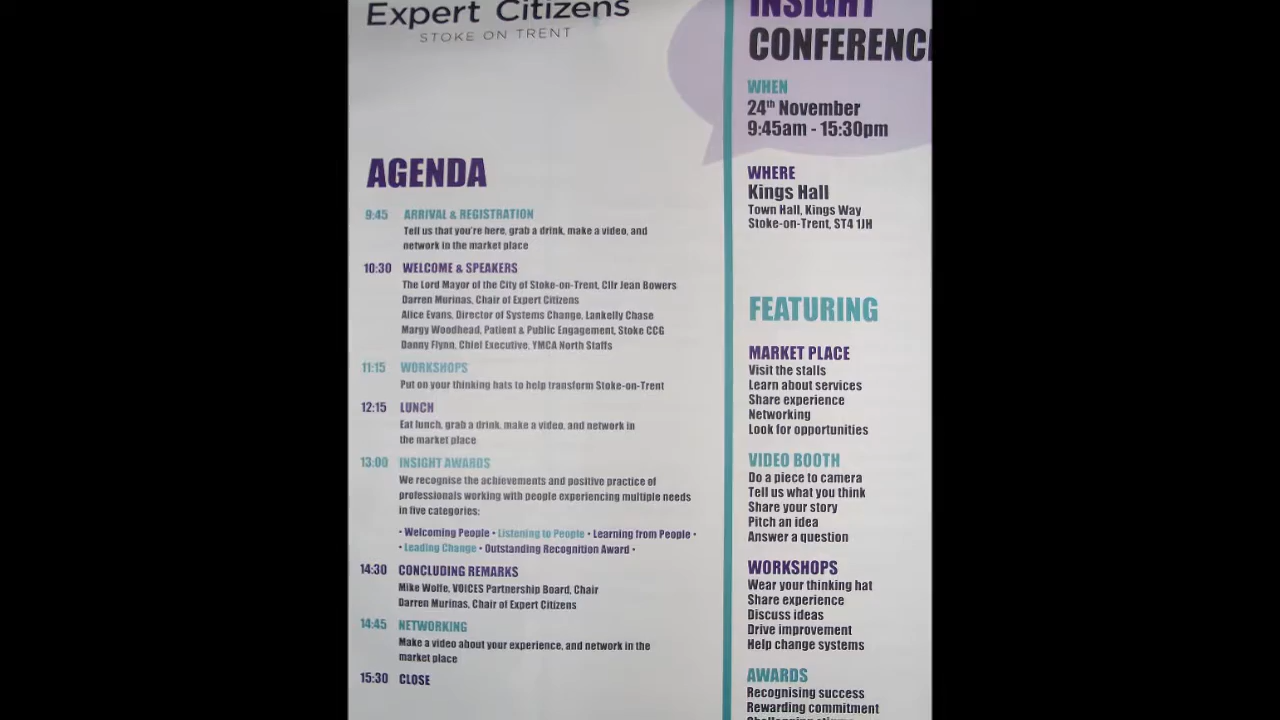 Expert Citizens
STOKE ON TRENT
AGENDA
9:45 ARRIVAL & REGISTRATION
Tell us that you're here, grab a drink, make a video, and
network in the market place
10:30 WELCOME & SPEAKERS
The Lord Mayor of the City of Stoke-on-Trent, Cllr Jean Bowers
Darren Murinas, Chair of Expert Citizens
Alice Evans, Director of Systems Change, Lankelly Chase
Margy Woodhead, Patient & Public Engagement, Stoke CCG
Danny Flynn, Chief Executive, YMCA North Staffs
11:15 WORKSHOPS
Put on your thinking hats to help transform Stoke-on-Trent
12:15 LUNCH
Eat lunch, grab a drink, make a video, and network in
the market place
13:00 INSIGHT AWARDS
We recognise the achievements and positive practice of
professionals working with people experiencing multiple needs
in five categories:
• Welcoming People • Listening to People • Learning from People •
• Leading Change • Outstanding Recognition Award •
14:30 CONCLUDING REMARKS
Mike Wolfe, VOICES Partnership Board, Chair
Darren Murinas, Chair of Expert Citizens
14:45 NETWORKING
Make a video about your experience, and network in the
market place
15:30 CLOSE
INSIGHT
CONFERENC
WHEN
24th November
9:45am - 15:30pm
WHERE
Kings Hall
Town Hall, Kings Way
Stoke-on-Trent, ST4 1JH
FEATURING
MARKET PLACE
Visit the stalls
Learn about services
Share experience
Networking
Look for opportunities
VIDEO BOOTH
Do a piece to camera
Tell us what you think
Share your story
Pitch an idea
Answer a question
WORKSHOPS
Wear your thinking hat
Share experience
Discuss ideas
Drive improvement
Help change systems
AWARDS
Recognising success
Rewarding commitment